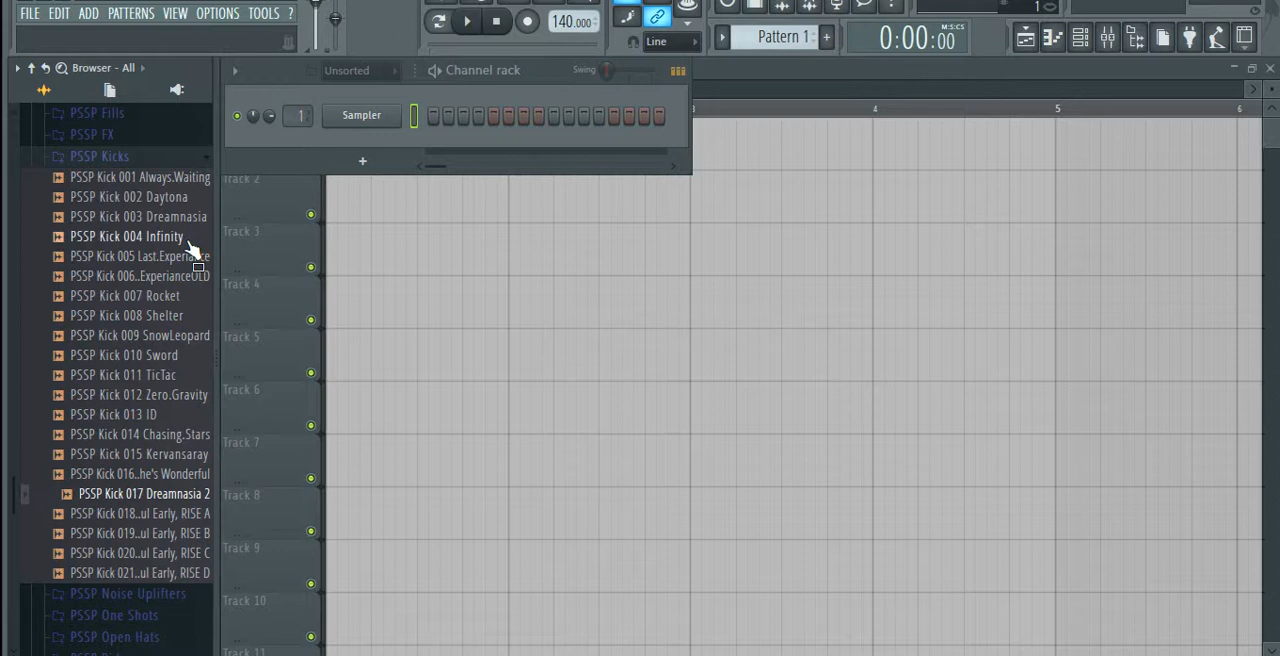 FILE EDIT ADD PATTERNS VIEW OPTIONS TOOLS ?
140.000
Line
Pattern 1
+
M:S:CS
0:00:00
1
Browser - All
Unsorted
Channel rack
Swing
1
Sampler
+
3
4
5
6
PSSP Fills
PSSP FX
PSSP Kicks
PSSP Kick 001 Always.Waiting
PSSP Kick 002 Daytona
PSSP Kick 003 Dreamnasia
PSSP Kick 004 Infinity
PSSP Kick 005 Last.Experiance
PSSP Kick 006..ExperianceOLD
PSSP Kick 007 Rocket
PSSP Kick 008 Shelter
PSSP Kick 009 SnowLeopard
PSSP Kick 010 Sword
PSSP Kick 011 TicTac
PSSP Kick 012 Zero.Gravity
PSSP Kick 013 ID
PSSP Kick 014 Chasing.Stars
PSSP Kick 015 Kervansaray
PSSP Kick 016..he's Wonderful
PSSP Kick 017 Dreamnasia 2
PSSP Kick 018..ul Early, RISE A
PSSP Kick 019..ul Early, RISE B
PSSP Kick 020..ul Early, RISE C
PSSP Kick 021..ul Early, RISE D
PSSP Noise Uplifters
PSSP One Shots
PSSP Open Hats
Track 2
Track 3
Track 4
Track 5
Track 6
Track 7
Track 8
Track 9
Track 10
Track 11